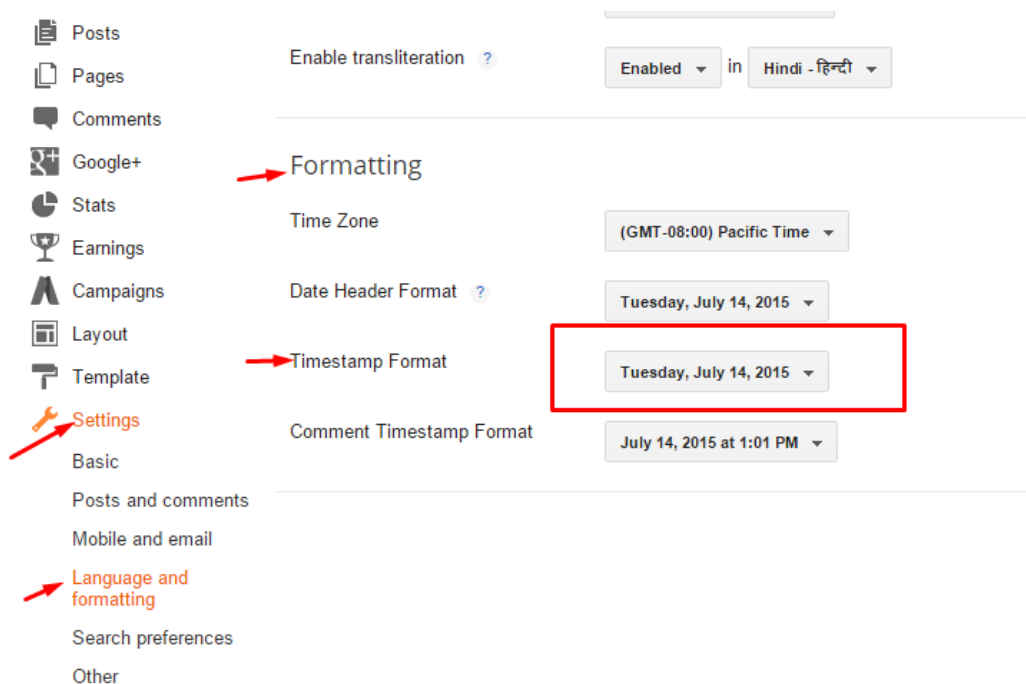 Posts
Pages
Comments
Google+
Stats
Earnings
Campaigns
Layout
Template
Settings
Basic
Posts and comments
Mobile and email
Language and
formatting
Search preferences
Other
Enable transliteration ? Enabled in Hindi - हिन्दी
Formatting
Time Zone (GMT-08:00) Pacific Time
Date Header Format ? Tuesday, July 14, 2015
Timestamp Format Tuesday, July 14, 2015
Comment Timestamp Format July 14, 2015 at 1:01 PM